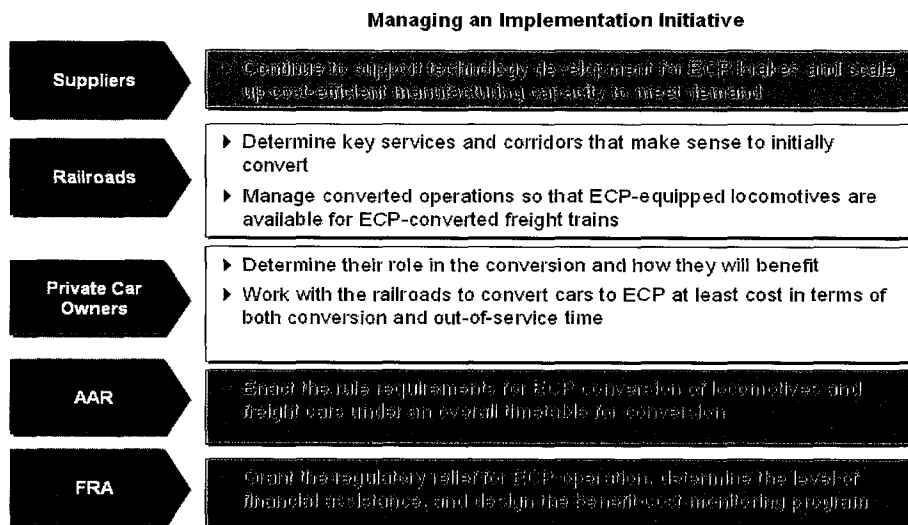 Managing an Implementation Initiative
Suppliers
Continue to support technology development for ECP brakes and scale
up cost-efficient manufacturing capacity to meet demand
Railroads
Determine key services and corridors that make sense to initially
convert
Manage converted operations so that ECP-equipped locomotives are
available for ECP-converted freight trains
Private Car
Owners
Determine their role in the conversion and how they will benefit
Work with the railroads to convert cars to ECP at least cost in terms of
both conversion and out-of-service time
AAR
Enact the rule requirements for ECP conversion of locomotives and
freight cars under an overall timetable for conversion
FRA
Grant the regulatory relief for ECP operation, determine the level of
financial assistance, and design the benefit-cost monitoring program